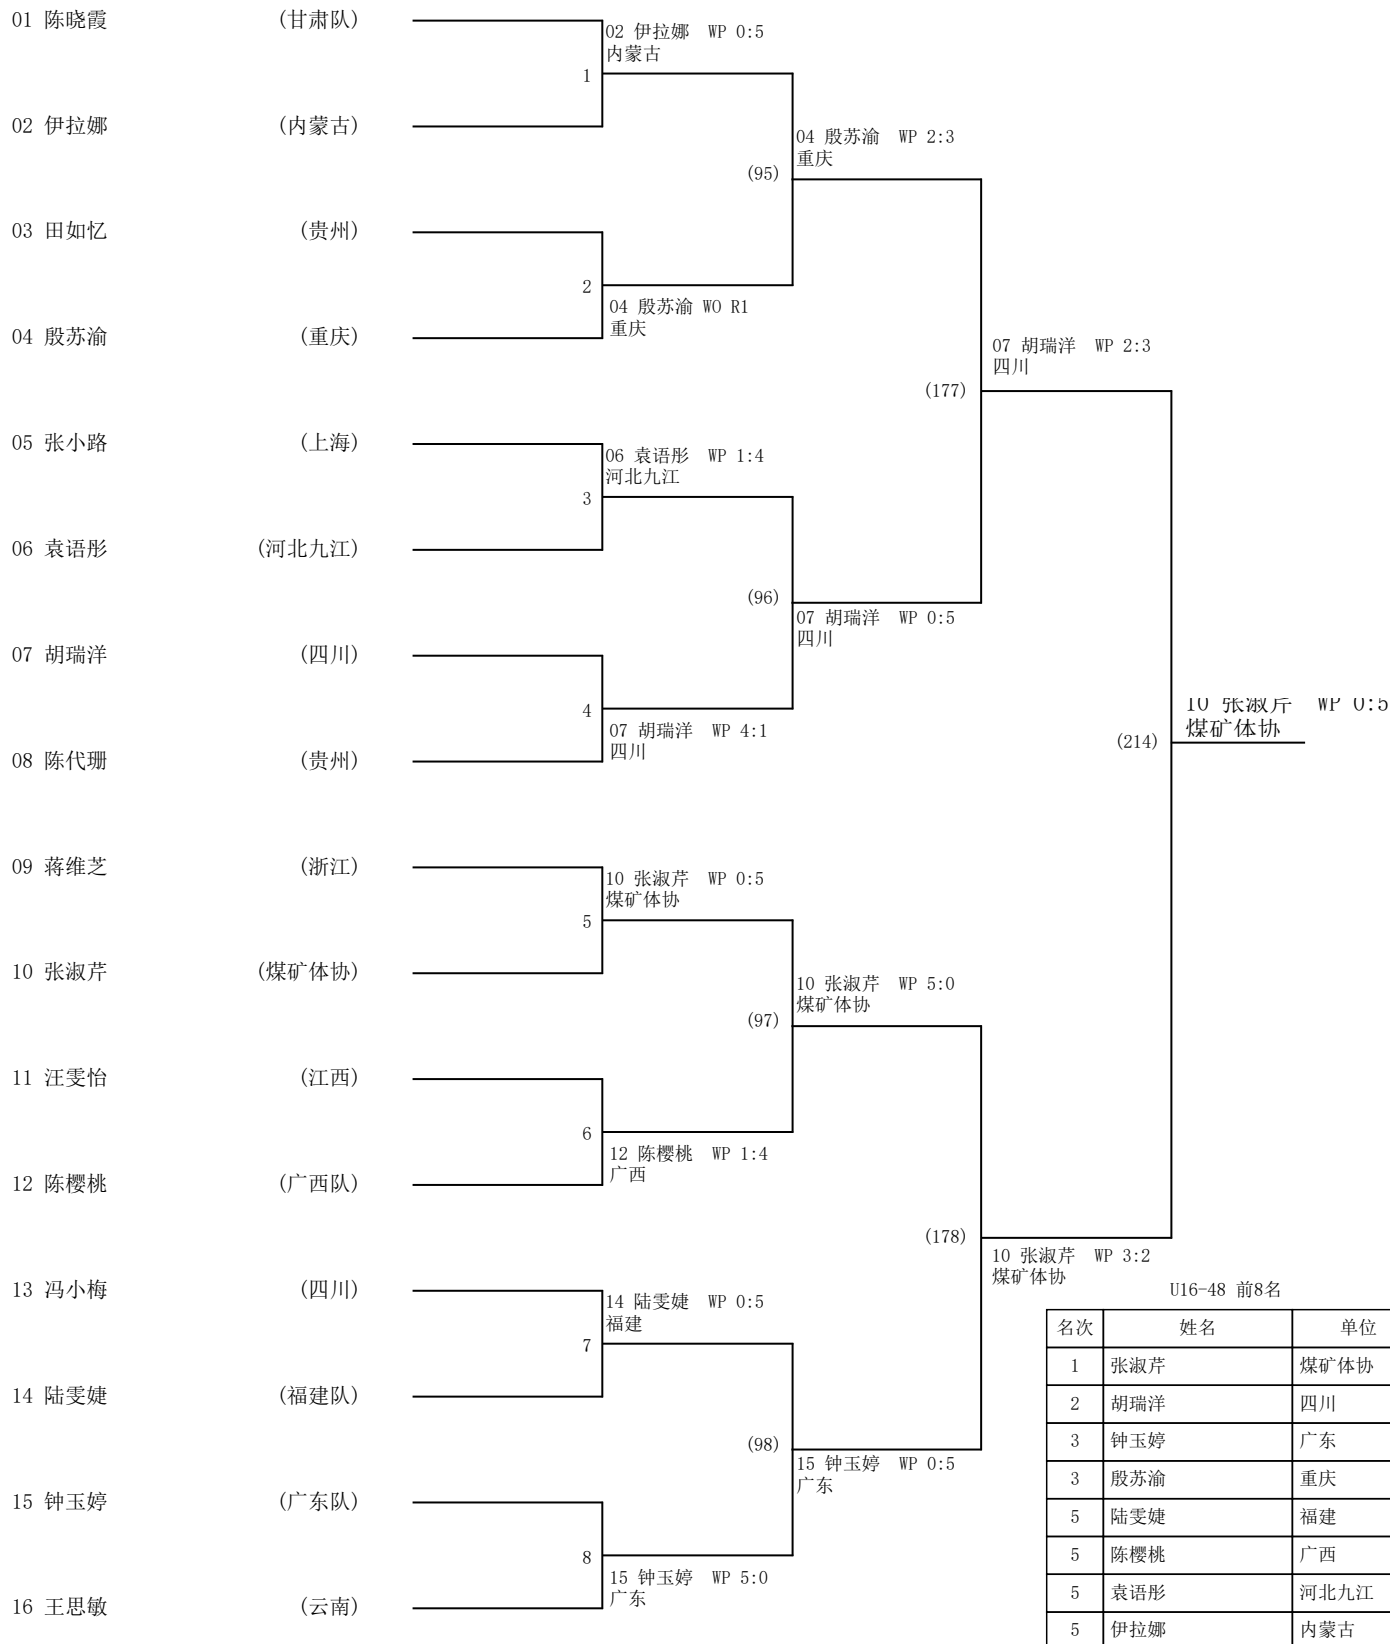 01 陈晓霞 (甘肃队)
02 伊拉娜 WP 0:5
内蒙古
1
02 伊拉娜 (内蒙古)
04 殷苏渝 WP 2:3
重庆
(95)
03 田如忆 (贵州)
2
04 殷苏渝 WO R1
重庆
04 殷苏渝 (重庆)
07 胡瑞洋 WP 2:3
四川
(177)
05 张小路 (上海)
06 袁语彤 WP 1:4
河北九江
3
06 袁语彤 (河北九江)
(96)
07 胡瑞洋 WP 0:5
四川
07 胡瑞洋 (四川)
4
07 胡瑞洋 WP 4:1
四川
08 陈代珊 (贵州)
10 张淑芹 WP 0:5
煤矿体协
(214)
09 蒋维芝 (浙江)
10 张淑芹 WP 0:5
煤矿体协
5
10 张淑芹 (煤矿体协)
10 张淑芹 WP 5:0
煤矿体协
(97)
11 汪雯怡 (江西)
6
12 陈樱桃 WP 1:4
广西
12 陈樱桃 (广西队)
(178)
10 张淑芹 WP 3:2
煤矿体协
13 冯小梅 (四川)
14 陆雯婕 WP 0:5
福建
7
14 陆雯婕 (福建队)
(98)
15 钟玉婷 WP 0:5
广东
15 钟玉婷 (广东队)
8
15 钟玉婷 WP 5:0
广东
16 王思敏 (云南)
U16-48 前8名
名次 姓名 单位
1 张淑芹 煤矿体协
2 胡瑞洋 四川
3 钟玉婷 广东
3 殷苏渝 重庆
5 陆雯婕 福建
5 陈樱桃 广西
5 袁语彤 河北九江
5 伊拉娜 内蒙古